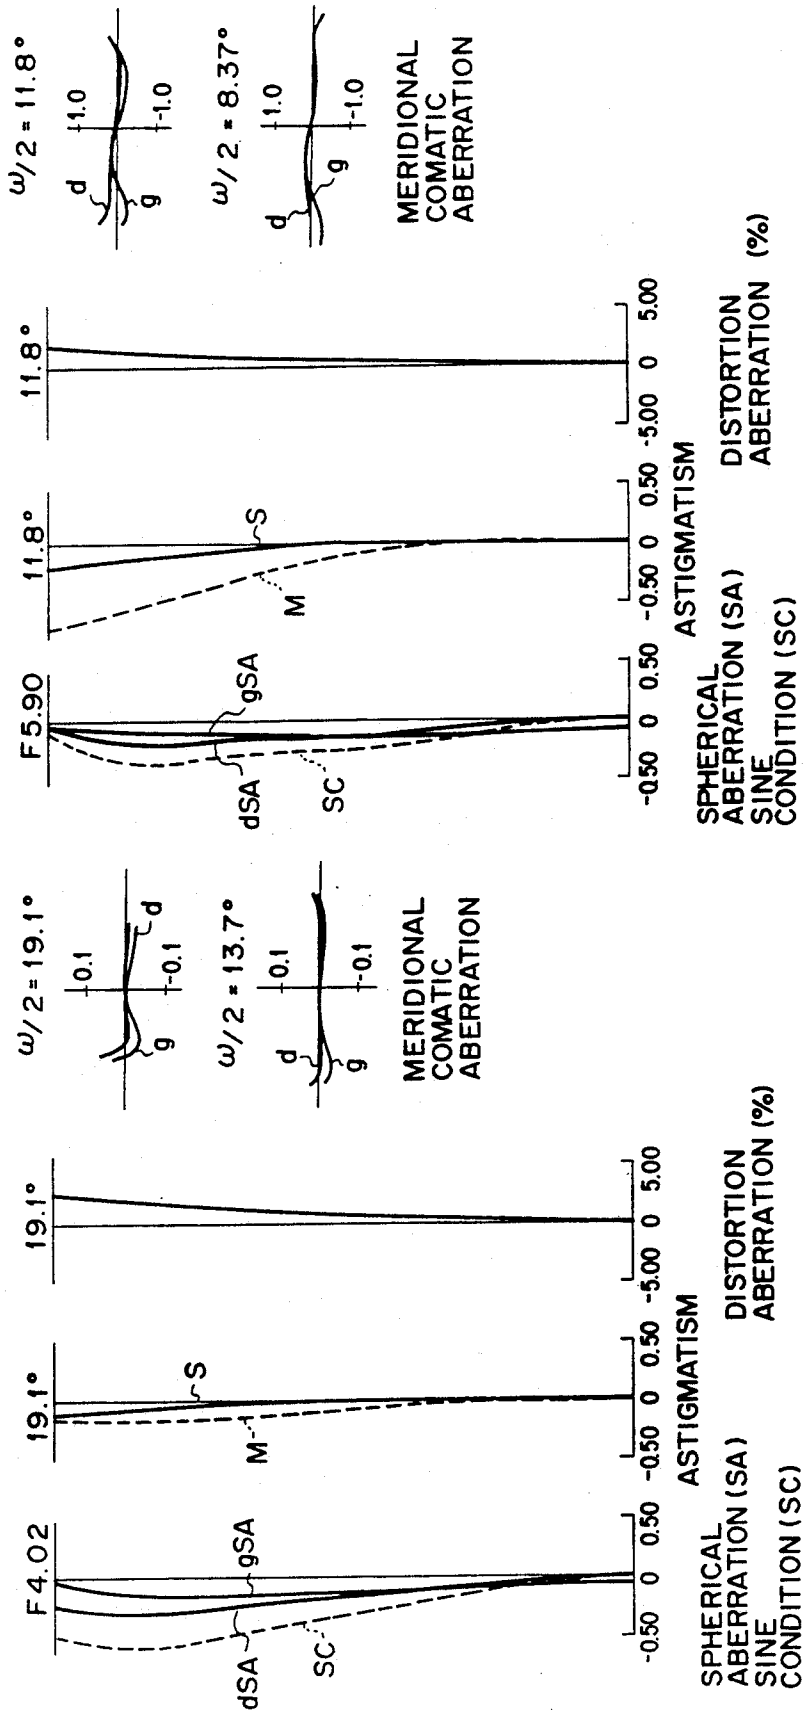 F4.02
gSA
dSA
SC
-0.50 0 0.50
SPHERICAL
ABERRATION (SA)
SINE
CONDITION (SC)
19.1°
S
M
-0.50 0 0.50
ASTIGMATISM
19.1°
-5.00 0 5.00
DISTORTION
ABERRATION (%)
ω/2 = 19.1°
0.1
d
g
-0.1
ω/2 = 13.7°
0.1
d
g
-0.1
MERIDIONAL
COMATIC
ABERRATION
F5.90
gSA
dSA
SC
-0.50 0 0.50
SPHERICAL
ABERRATION (SA)
SINE
CONDITION (SC)
11.8°
S
M
-0.50 0 0.50
ASTIGMATISM
11.8°
-5.00 0 5.00
DISTORTION
ABERRATION (%)
ω/2 = 11.8°
1.0
d
g
-1.0
ω/2 = 8.37°
1.0
d
g
-1.0
MERIDIONAL
COMATIC
ABERRATION